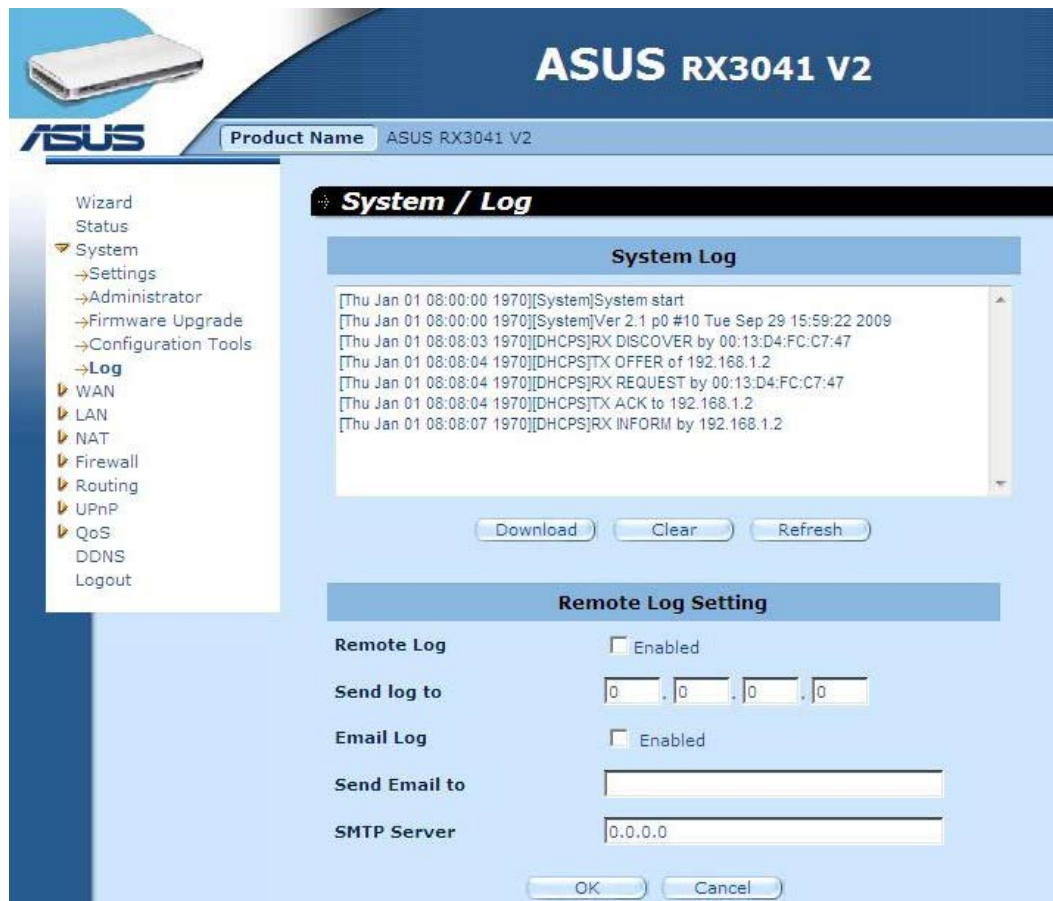 ASUS RX3041 V2
ASUS
Product Name ASUS RX3041 V2
Wizard
Status
System
→Settings
→Administrator
→Firmware Upgrade
→Configuration Tools
→Log
WAN
LAN
NAT
Firewall
Routing
UPnP
QoS
DDNS
Logout
System / Log
System Log
[Thu Jan 01 08:00:00 1970][System]System start
[Thu Jan 01 08:00:00 1970][System]Ver 2.1 p0 #10 Tue Sep 29 15:59:22 2009
[Thu Jan 01 08:08:03 1970][DHCPS]RX DISCOVER by 00:13:D4:FC:C7:47
[Thu Jan 01 08:08:04 1970][DHCPS]TX OFFER of 192.168.1.2
[Thu Jan 01 08:08:04 1970][DHCPS]RX REQUEST by 00:13:D4:FC:C7:47
[Thu Jan 01 08:08:04 1970][DHCPS]TX ACK to 192.168.1.2
[Thu Jan 01 08:08:07 1970][DHCPS]RX INFORM by 192.168.1.2
Download Clear Refresh
Remote Log Setting
Remote Log Enabled
Send log to 0 . 0 . 0 . 0
Email Log Enabled
Send Email to
SMTP Server 0.0.0.0
OK Cancel